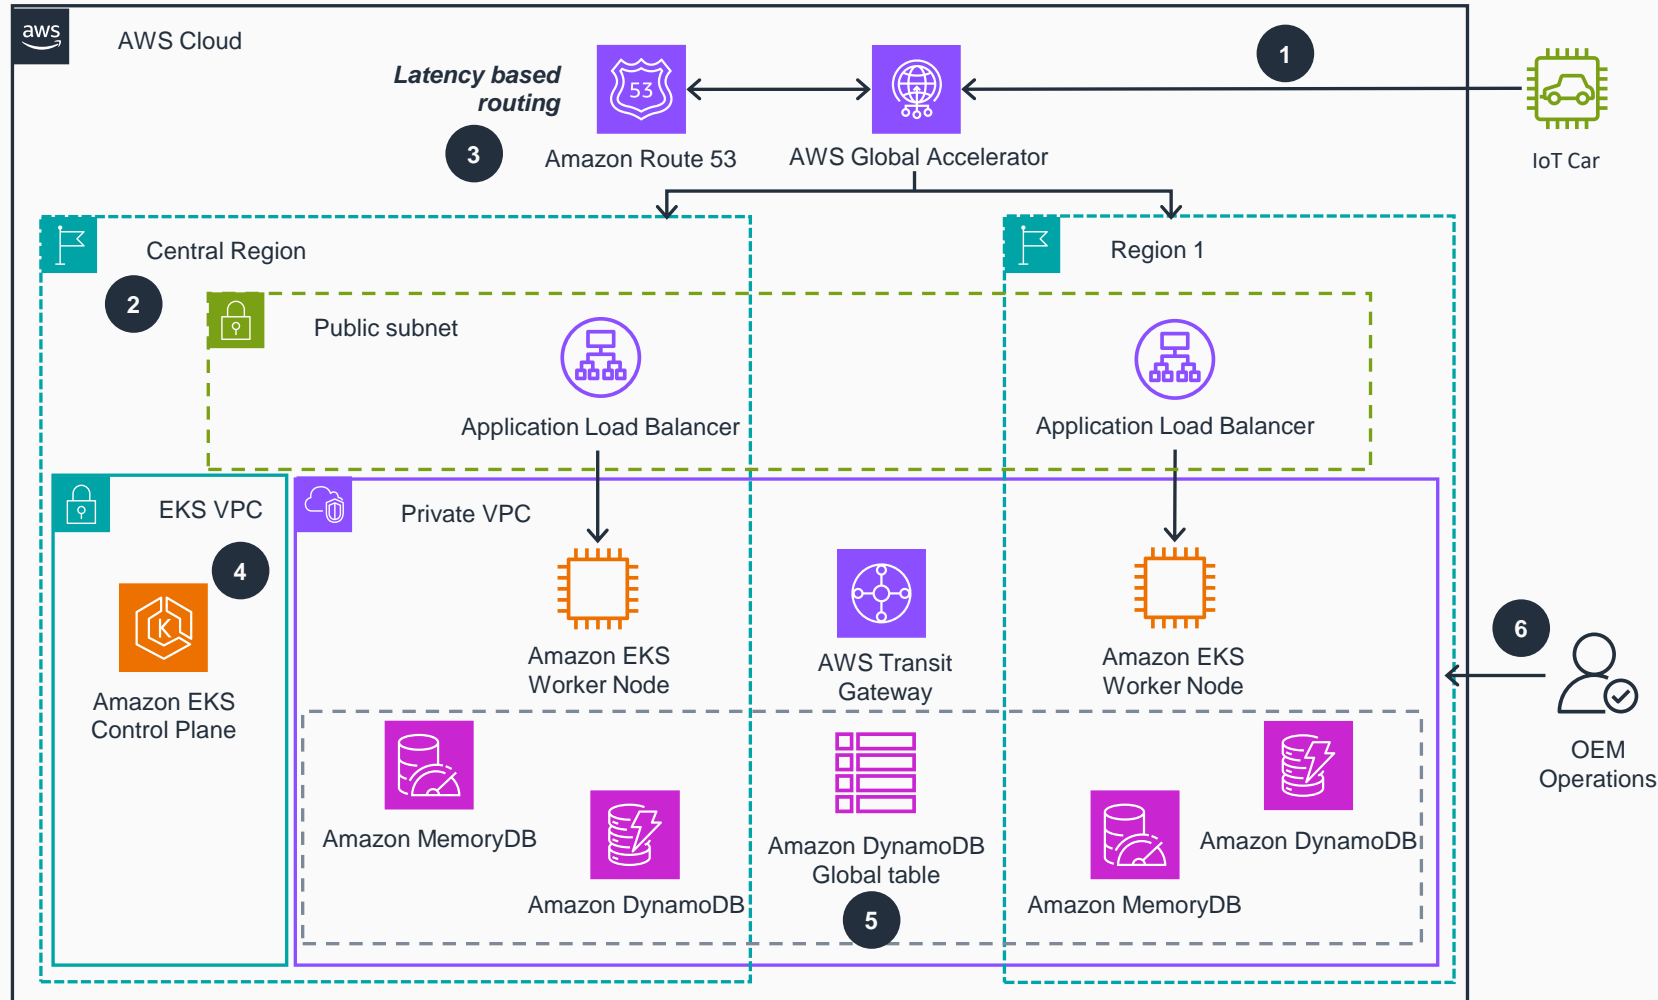 aws
AWS Cloud
1
Latency based
routing
53
3
Amazon Route 53
AWS Global Accelerator
IoT Car
Central Region
Region 1
2
Public subnet
Application Load Balancer
Application Load Balancer
EKS VPC
Private VPC
4
K
Amazon EKS
Control Plane
Amazon EKS
Worker Node
AWS Transit
Gateway
Amazon EKS
Worker Node
6
OEM
Operations
Amazon MemoryDB
Amazon DynamoDB
Amazon DynamoDB
Global table
5
Amazon DynamoDB
Amazon MemoryDB